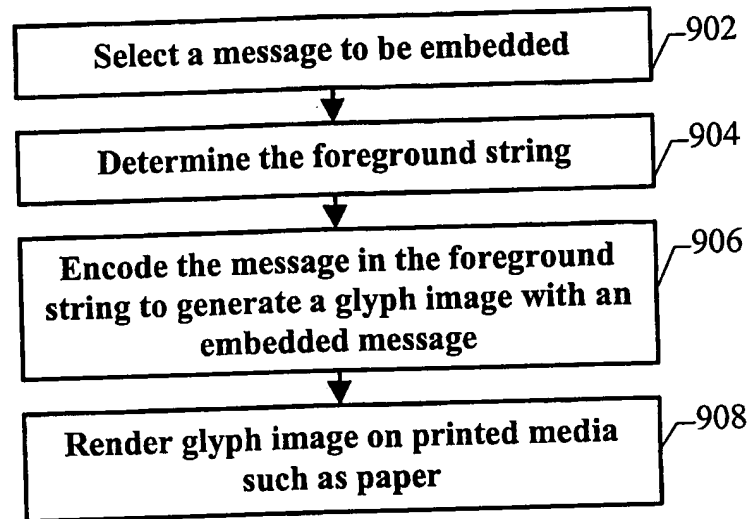 Select a message to be embedded
902
Determine the foreground string
904
Encode the message in the foreground
string to generate a glyph image with an
embedded message
906
Render glyph image on printed media
such as paper
908